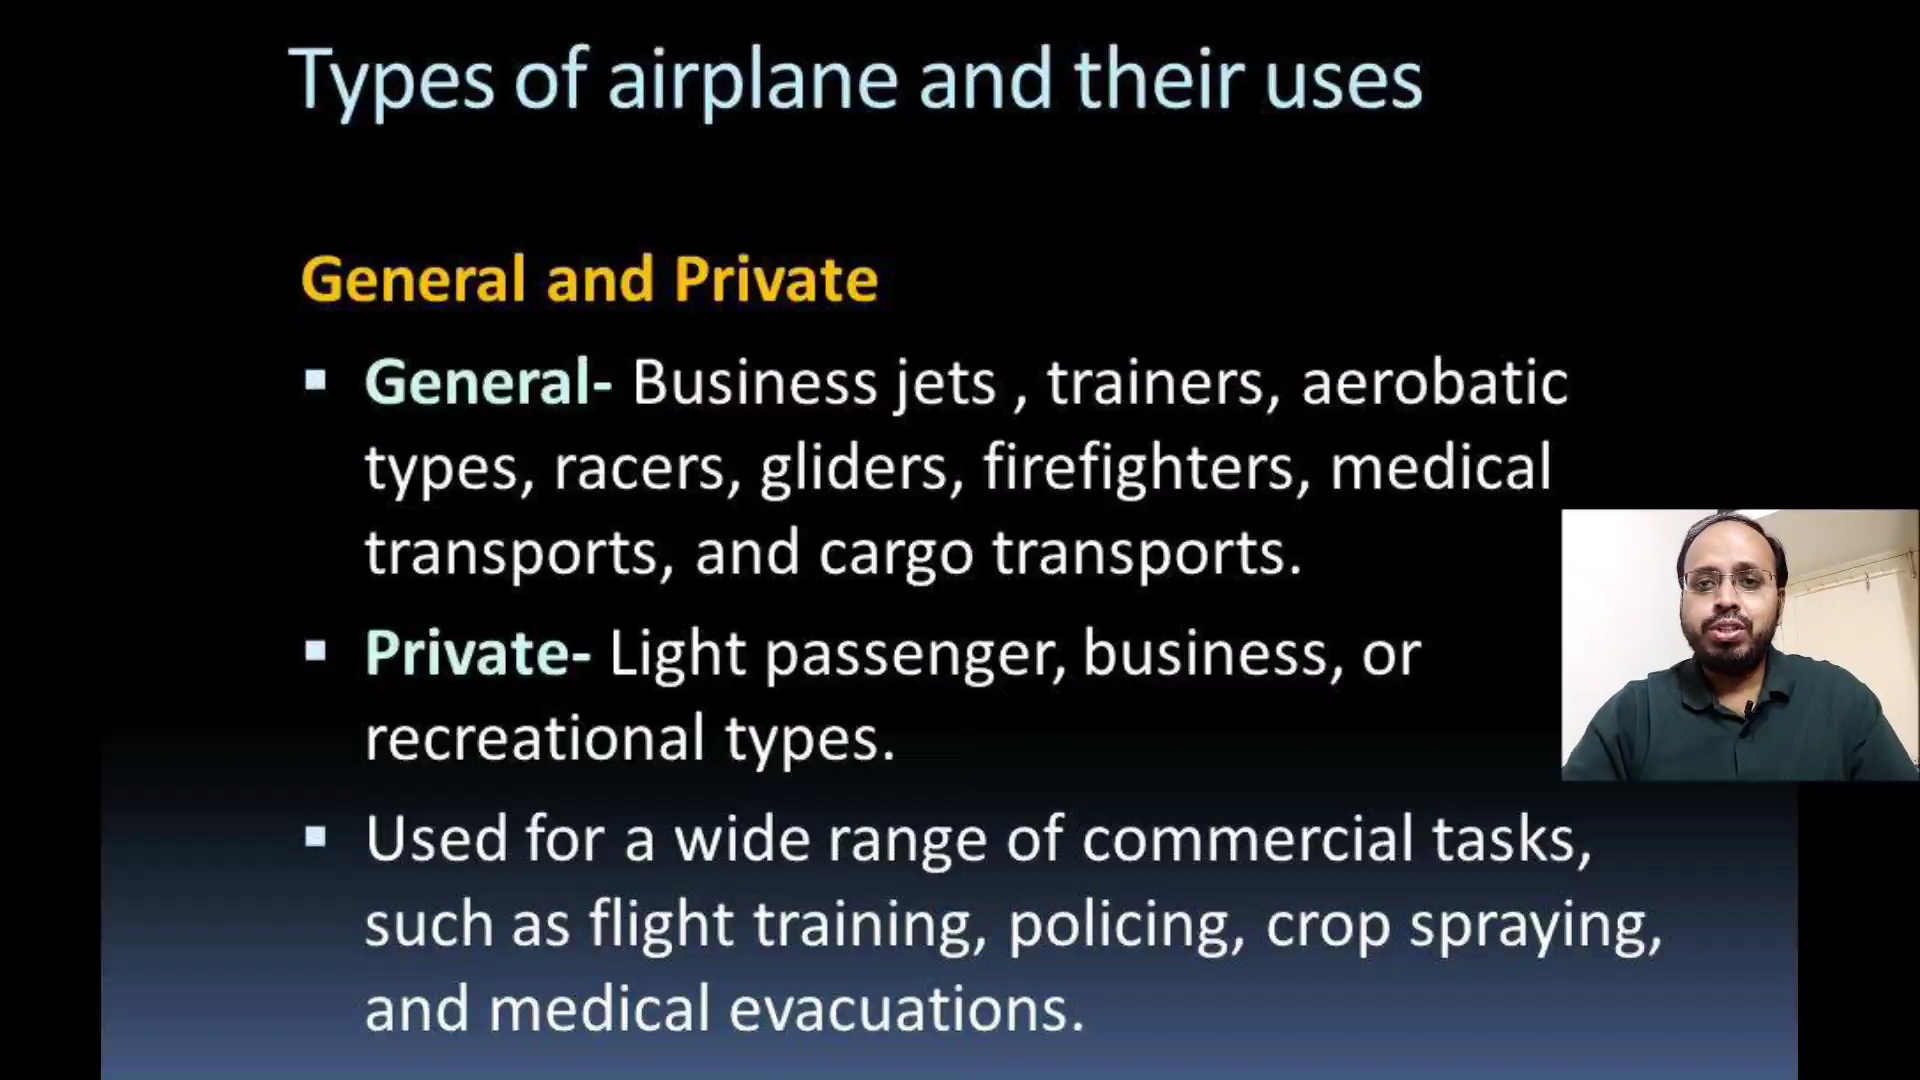 Types of airplane and their uses
General and Private
▪ General- Business jets , trainers, aerobatic
types, racers, gliders, firefighters, medical
transports, and cargo transports.
▪ Private- Light passenger, business, or
recreational types.
▪ Used for a wide range of commercial tasks,
such as flight training, policing, crop spraying,
and medical evacuations.